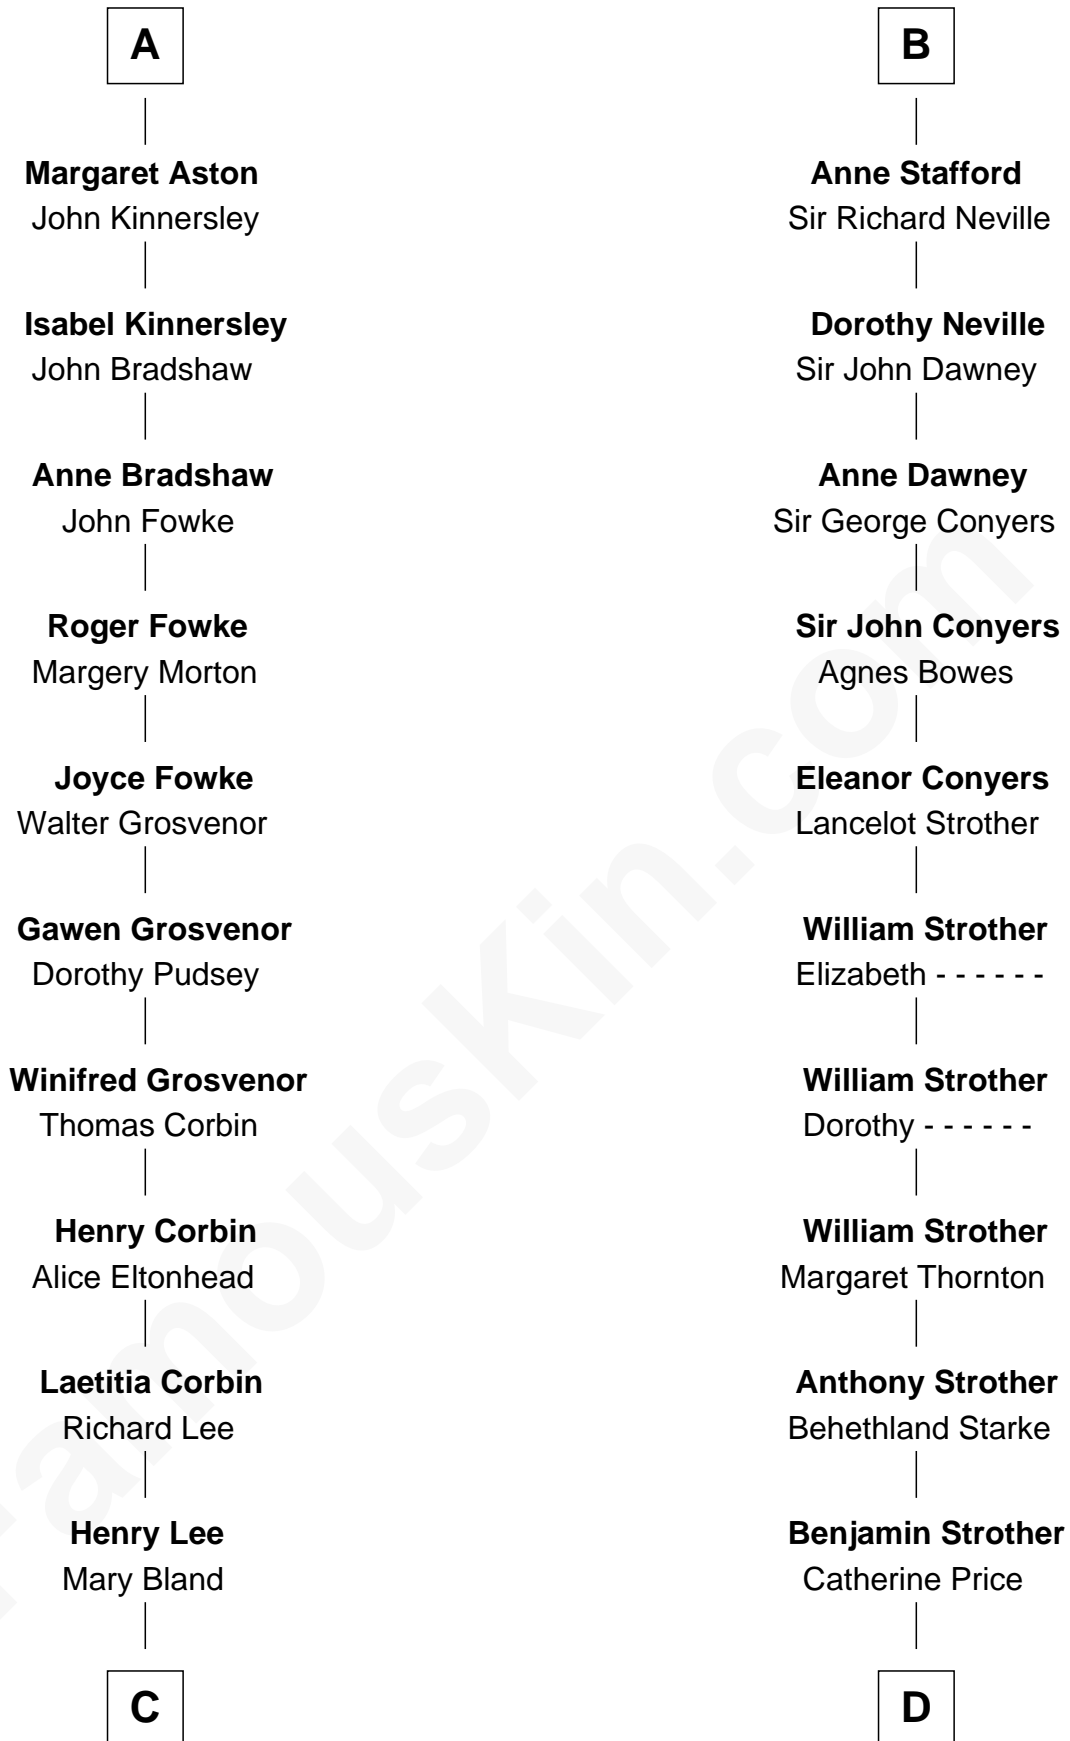 A
Margaret Aston
John Kinnersley
Isabel Kinnersley
John Bradshaw
Anne Bradshaw
John Fowke
Roger Fowke
Margery Morton
Joyce Fowke
Walter Grosvenor
Gawen Grosvenor
Dorothy Pudsey
Winifred Grosvenor
Thomas Corbin
Henry Corbin
Alice Eltonhead
Laetitia Corbin
Richard Lee
Henry Lee
Mary Bland
C
B
Anne Stafford
Sir Richard Neville
Dorothy Neville
Sir John Dawney
Anne Dawney
Sir George Conyers
Sir John Conyers
Agnes Bowes
Eleanor Conyers
Lancelot Strother
William Strother
Elizabeth - - - - - -
William Strother
Dorothy - - - - - -
William Strother
Margaret Thornton
Anthony Strother
Behethland Starke
Benjamin Strother
Catherine Price
D
FamousKin.com